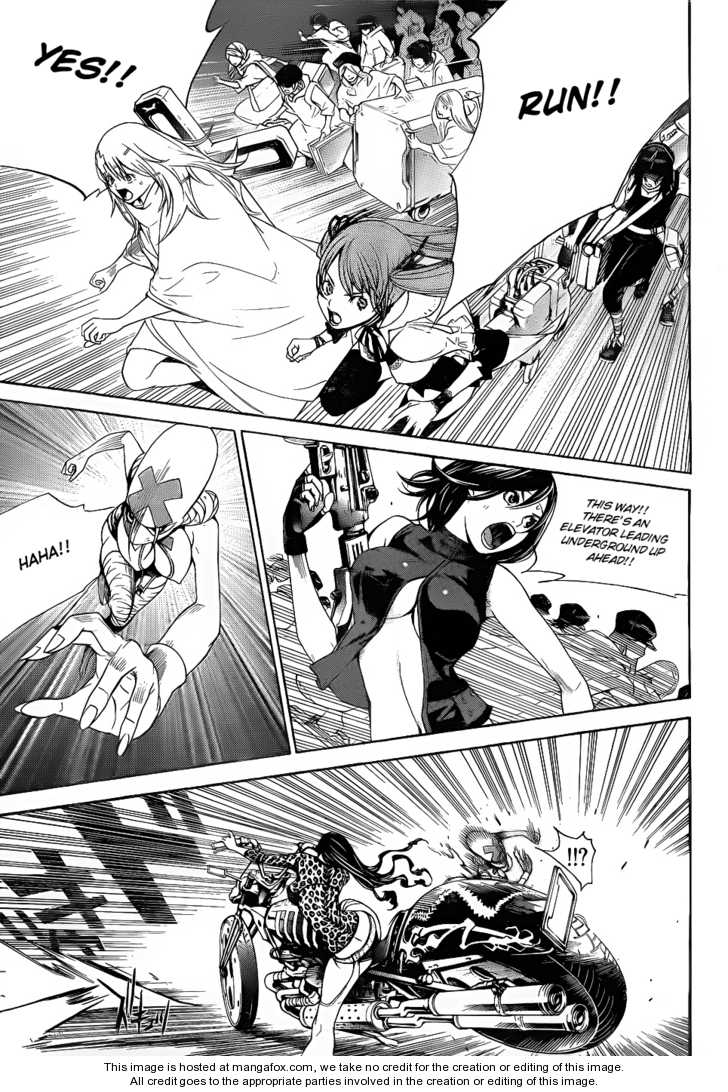 RUN!!
YES!!
THIS WAY!!
THERE'S AN
ELEVATOR LEADING
UNDERGROUND UP
AHEAD!!
HAHA!!
!!?
This image is hosted at mangafox.com, we take no credit for the creation or editing of this image.
All credit goes to the appropriate parties involved in the creation of editing of this image.